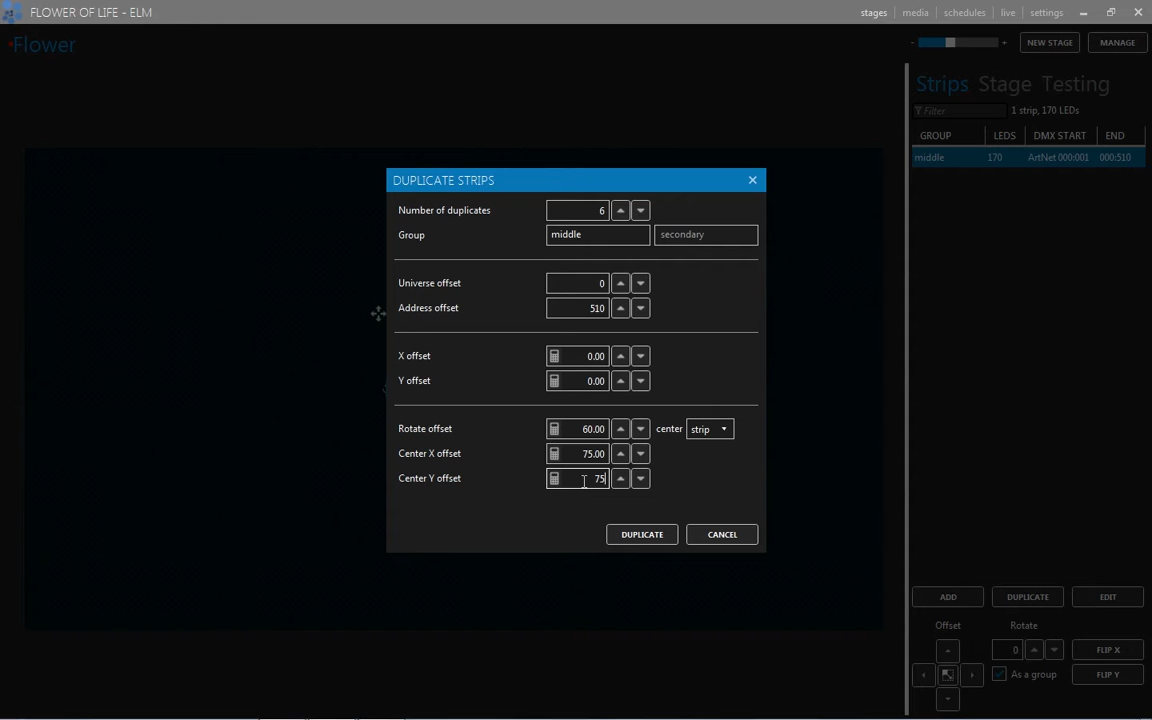 FLOWER OF LIFE - ELM
stages media schedules live settings
•Flower
- + NEW STAGE MANAGE
Strips Stage Testing
Filter 1 strip, 170 LEDs
GROUP LEDS DMX START END
middle 170 ArtNet 000:001 000:510
DUPLICATE STRIPS
Number of duplicates 6
Group middle secondary
Universe offset 0
Address offset 510
X offset 0.00
Y offset 0.00
Rotate offset 60.00 center strip
Center X offset 75.00
Center Y offset 75
DUPLICATE CANCEL
ADD DUPLICATE EDIT
Offset Rotate
0 FLIP X
As a group FLIP Y